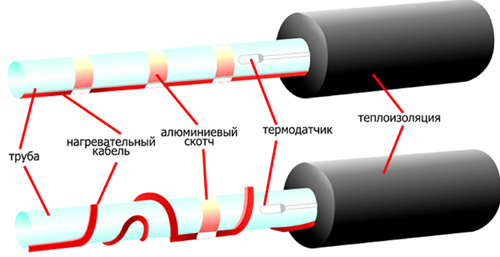 труба
нагревательный
кабель
алюминиевый
скотч
термодатчик
теплоизоляция